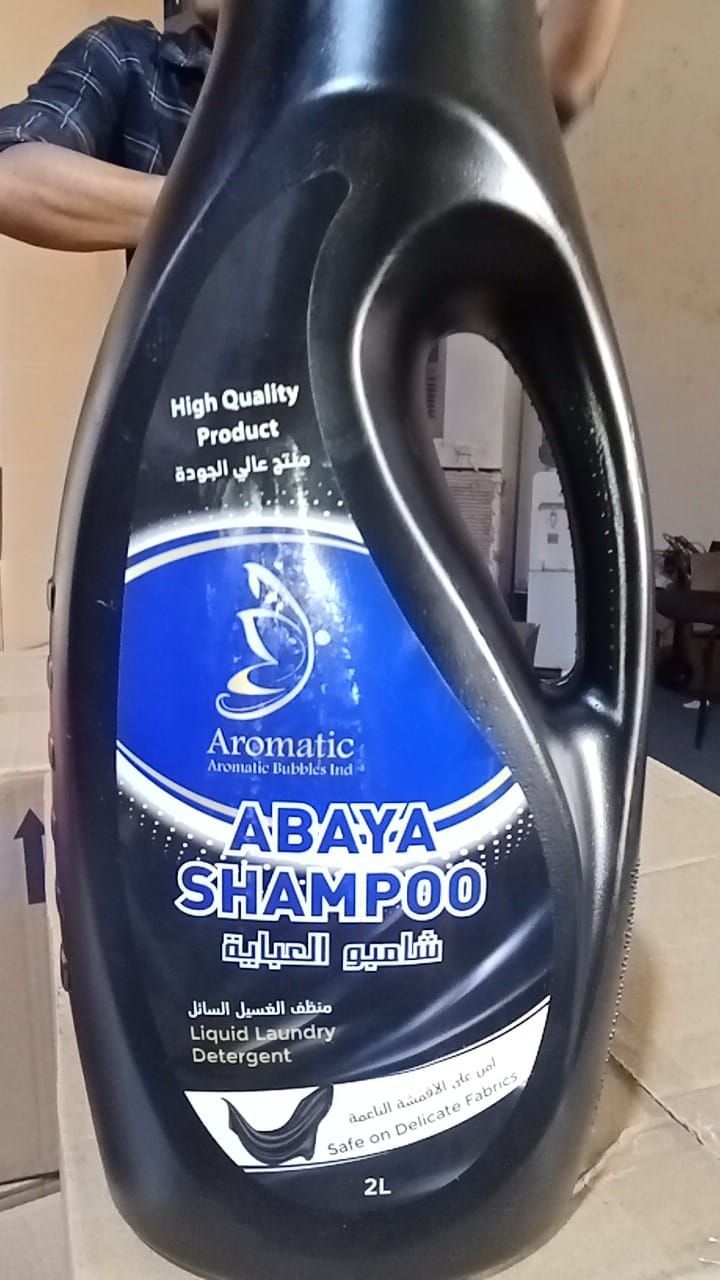 High Quality
Product
منتج عالي الجودة
Aromatic
Aromatic Bubbles Ind
ABAYA
SHAMPOO
شامبو العباية
منظف الغسيل السائل
Liquid Laundry
Detergent
امن على الأقمشة الناعمة
Safe on Delicate Fabrics
2L